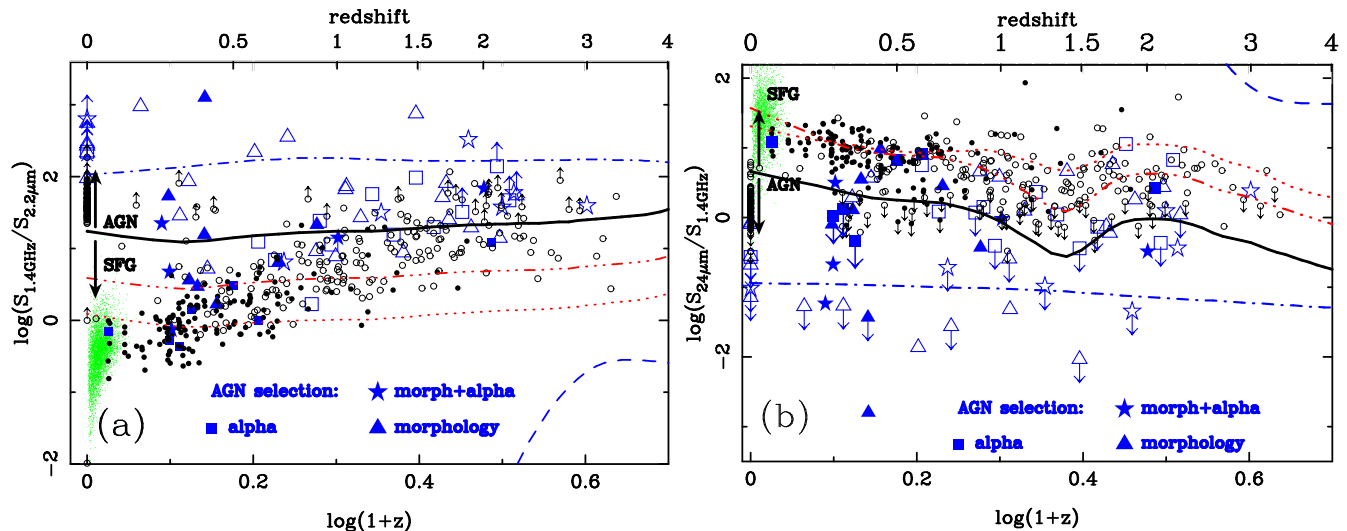 redshift
0 0.5 1 1.5 2 3 4
log(S1.4GHz/S2.2μm)
2
0
−2
AGN
SFG
AGN selection: morph+alpha
alpha morphology
(a)
0 0.2 0.4 0.6
log(1+z)
redshift
0 0.5 1 1.5 2 3 4
log(S24μm/S1.4GHz)
2
0
−2
SFG
AGN
AGN selection: morph+alpha
alpha morphology
(b)
0 0.2 0.4 0.6
log(1+z)